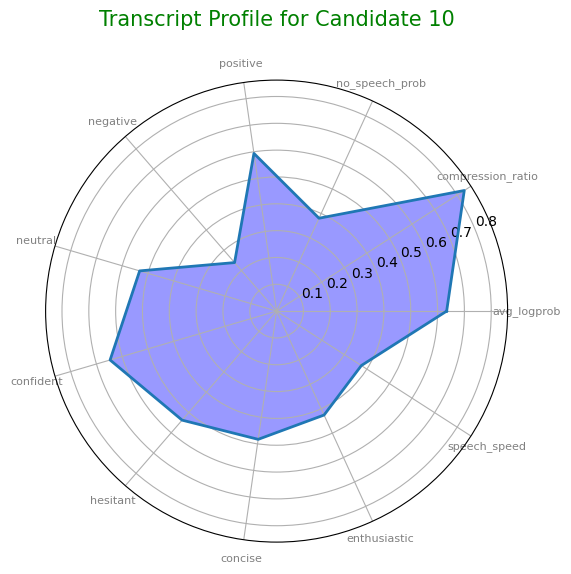 Transcript Profile for Candidate 10
positive
no_speech_prob
negative
compression_ratio
0.8
0.7
neutral
0.6
0.5
0.4
0.3
0.2
0.1
avg_logprob
confident
speech_speed
hesitant
enthusiastic
concise